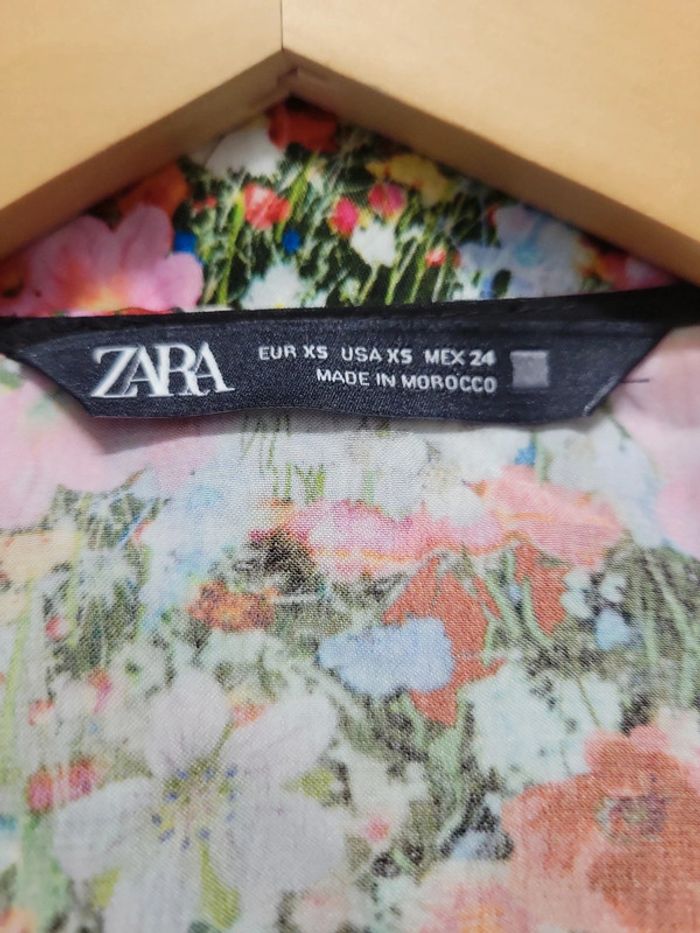 ZARA
EUR XS USA XS MEX 24
MADE IN MOROCCO